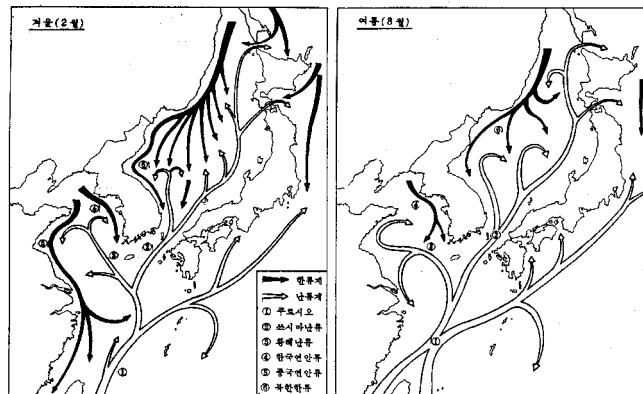 겨울(2월)
여름(8월)
한류계
난류계
① 쿠로시오
② 쓰시마난류
③ 황해난류
④ 한국연안류
⑤ 중국연안류
⑥ 북한한류